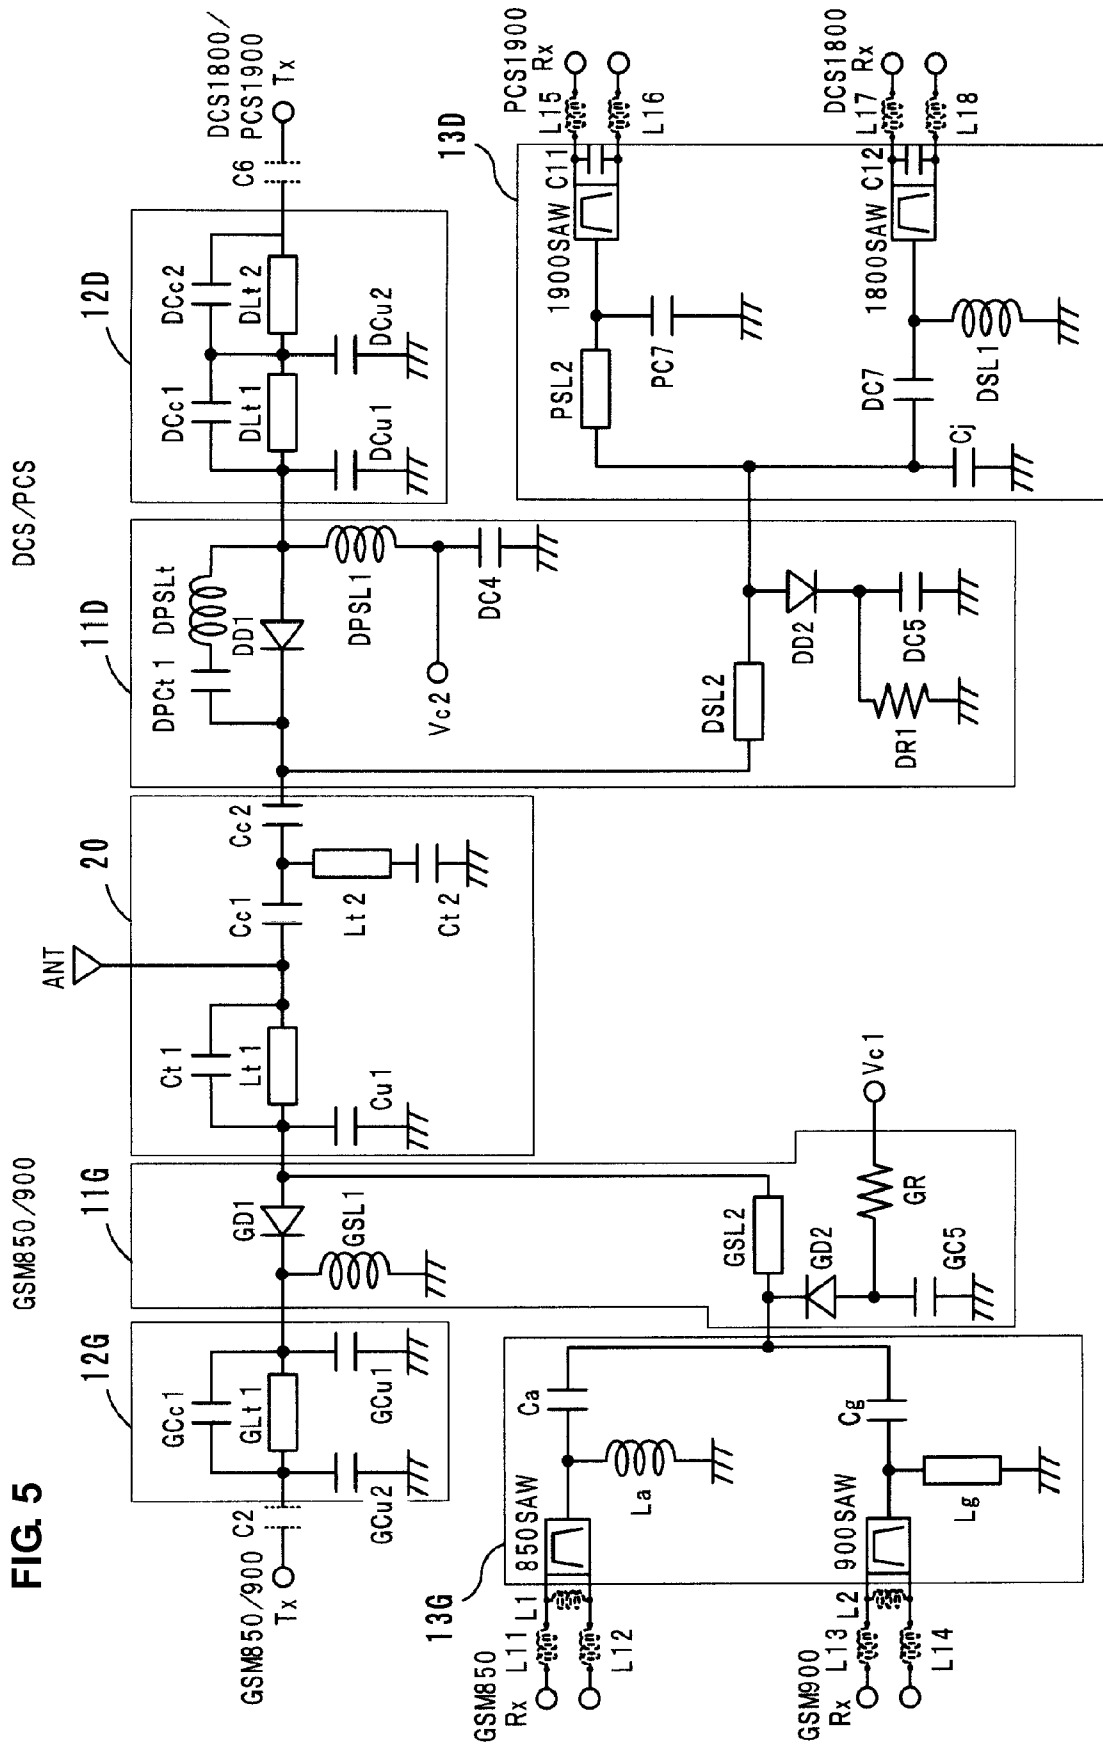 FIG. 5
GSM850/900
DCS/PCS
ANT
12G
11G
20
11D
12D
GSM850/900
Tx
C2
GCc1
GLt1
GCu2
GCu1
GD1
GSL1
Ct1
Lt1
Cu1
Cc1
Cc2
Lt2
Ct2
DPCt1
DPSLt
DD1
DPSL1
Vc2
DC4
DCc1
DCc2
DLt1
DLt2
DCu1
DCu2
C6
DCS1800/
PCS1900
Tx
13G
GSM850
Rx
L11
L1
L12
850SAW
Ca
La
GSM900
Rx
L13
L2
L14
900SAW
Cg
Lg
GSL2
GD2
GR
GC5
Vc1
DSL2
DD2
DR1
DC5
13D
PSL2
PC7
1900SAW
C11
PCS1900
L15
Rx
L16
Cj
DC7
DSL1
1800SAW
C12
DCS1800
L17
Rx
L18